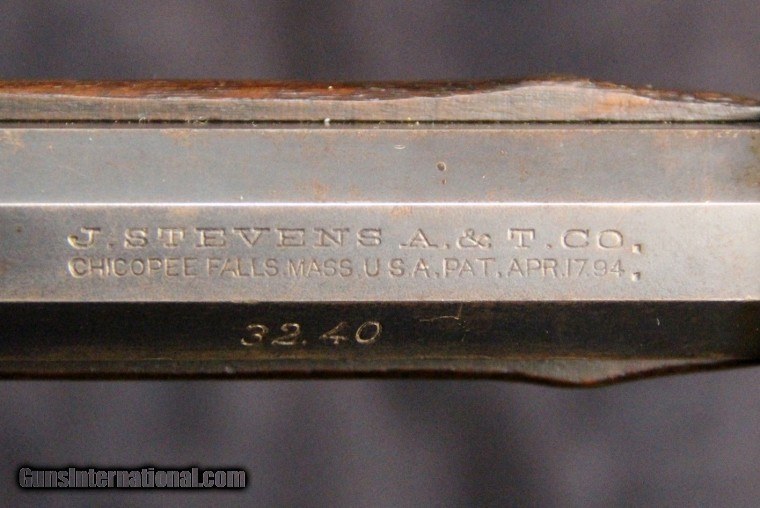 J. STEVENS A. & T. CO.
CHICOPEE FALLS. MASS. U.S.A. PAT. APR. 17.94.
32.40
GunsInternational.com